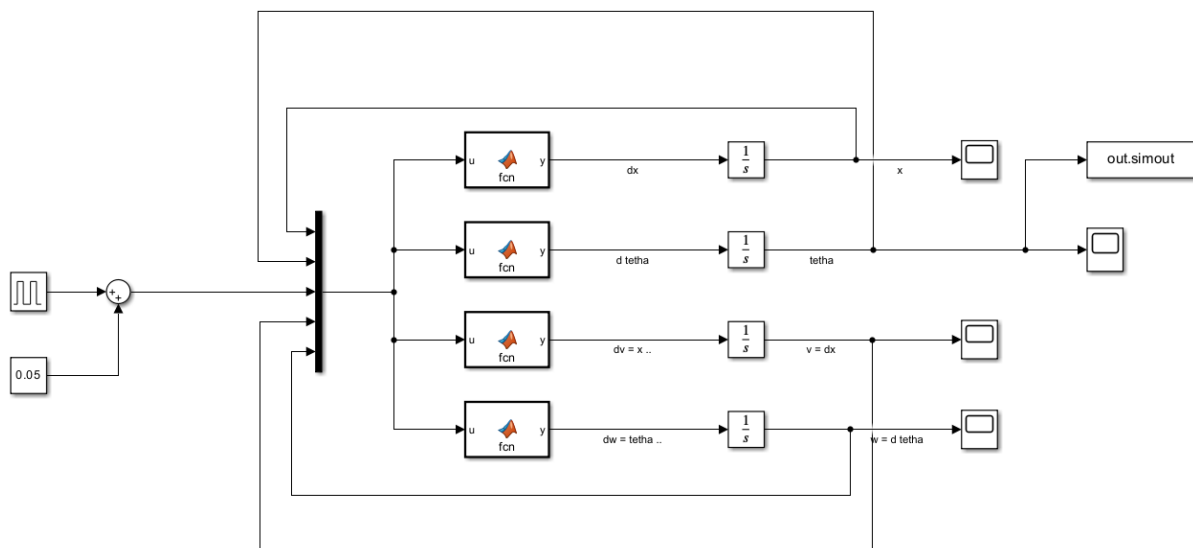 u
fcn
y
dx
1
s
x
out.simout
u
fcn
y
d tetha
1
s
tetha
+
+
0.05
u
fcn
y
dv = x ..
1
s
v = dx
u
fcn
y
dw = tetha ..
1
s
w = d tetha